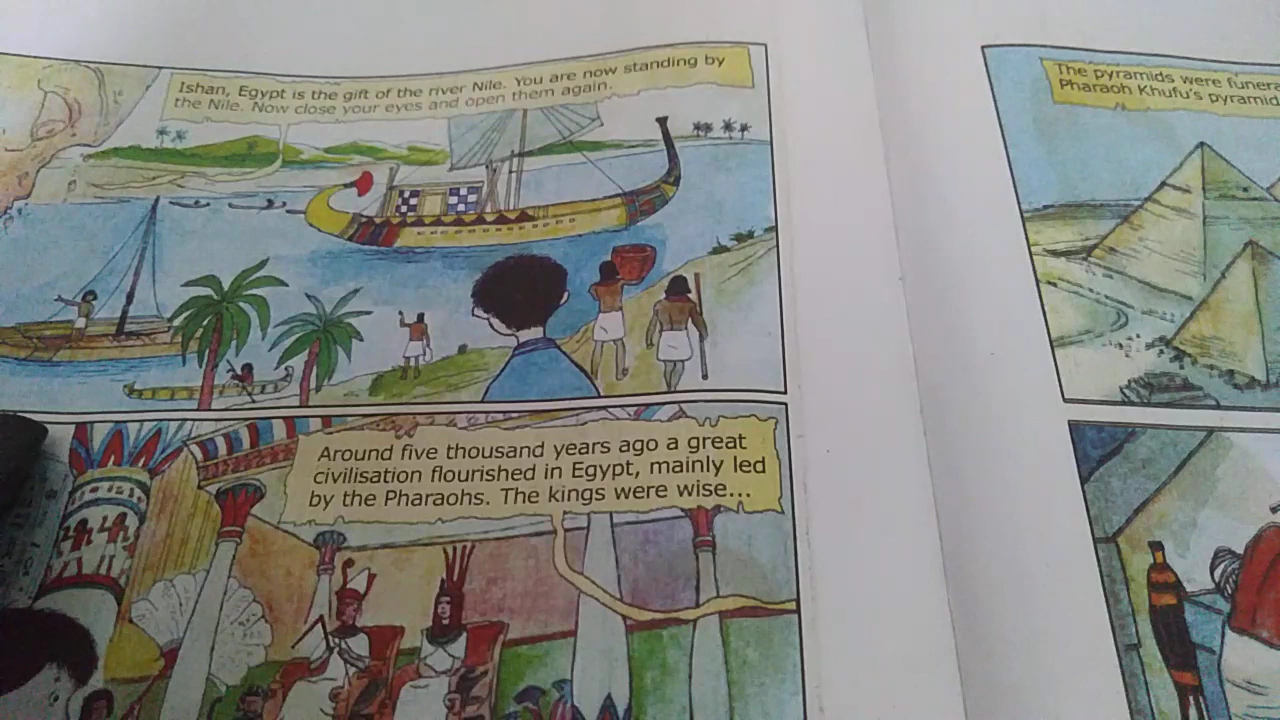 Ishan, Egypt is the gift of the river Nile. You are now standing by
the Nile. Now close your eyes and open them again.
Around five thousand years ago a great
civilisation flourished in Egypt, mainly led
by the Pharaohs. The kings were wise...
The pyramids were
Pharaoh Khufu's pyramid